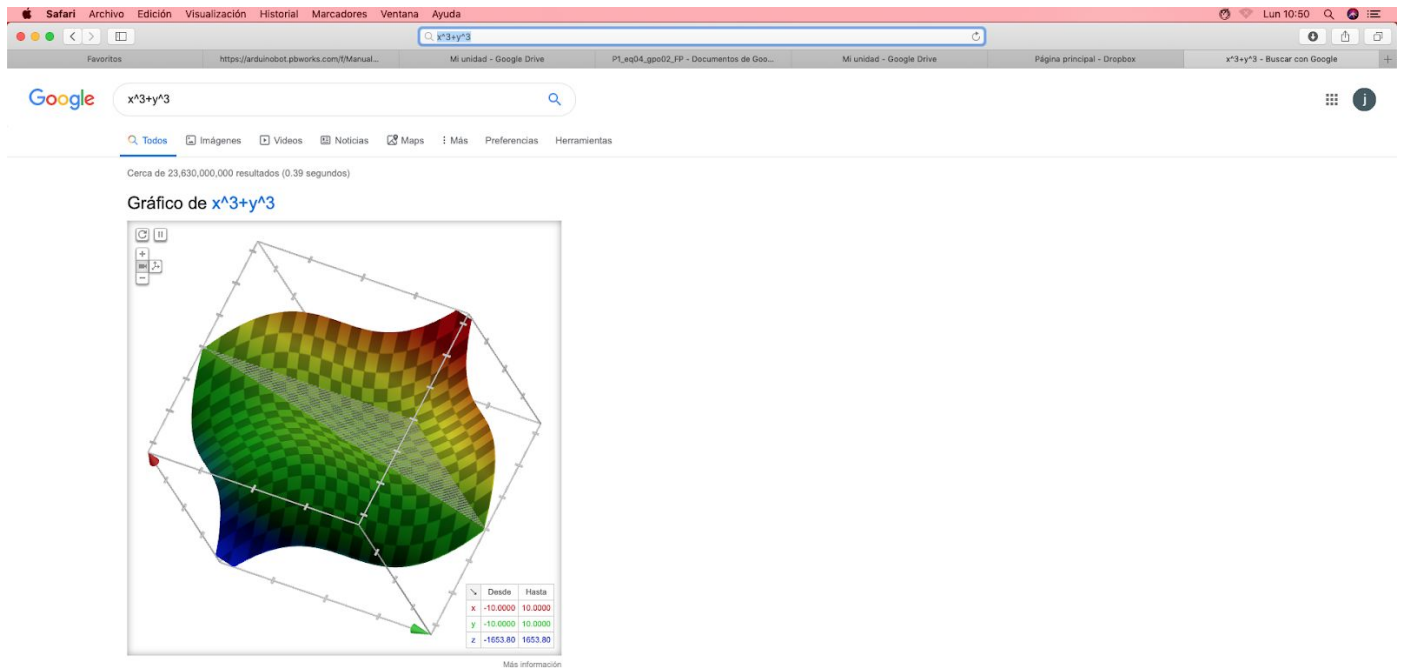 Safari Archivo Edición Visualización Historial Marcadores Ventana Ayuda Lun 10:50
x^3+y^3
Favoritos https://arduinobot.pbworks.com/f/Manual... Mi unidad - Google Drive P1_eq04_gpo02_FP - Documentos de Goo... Mi unidad - Google Drive Página principal - Dropbox x^3+y^3 - Buscar con Google
Google x^3+y^3 j
Todos Imágenes Videos Noticias Maps Más Preferencias Herramientas
Cerca de 23,630,000,000 resultados (0.39 segundos)
Gráfico de x^3+y^3
Desde Hasta
x -10.0000 10.0000
y -10.0000 10.0000
z -1653.80 1653.80
Más información